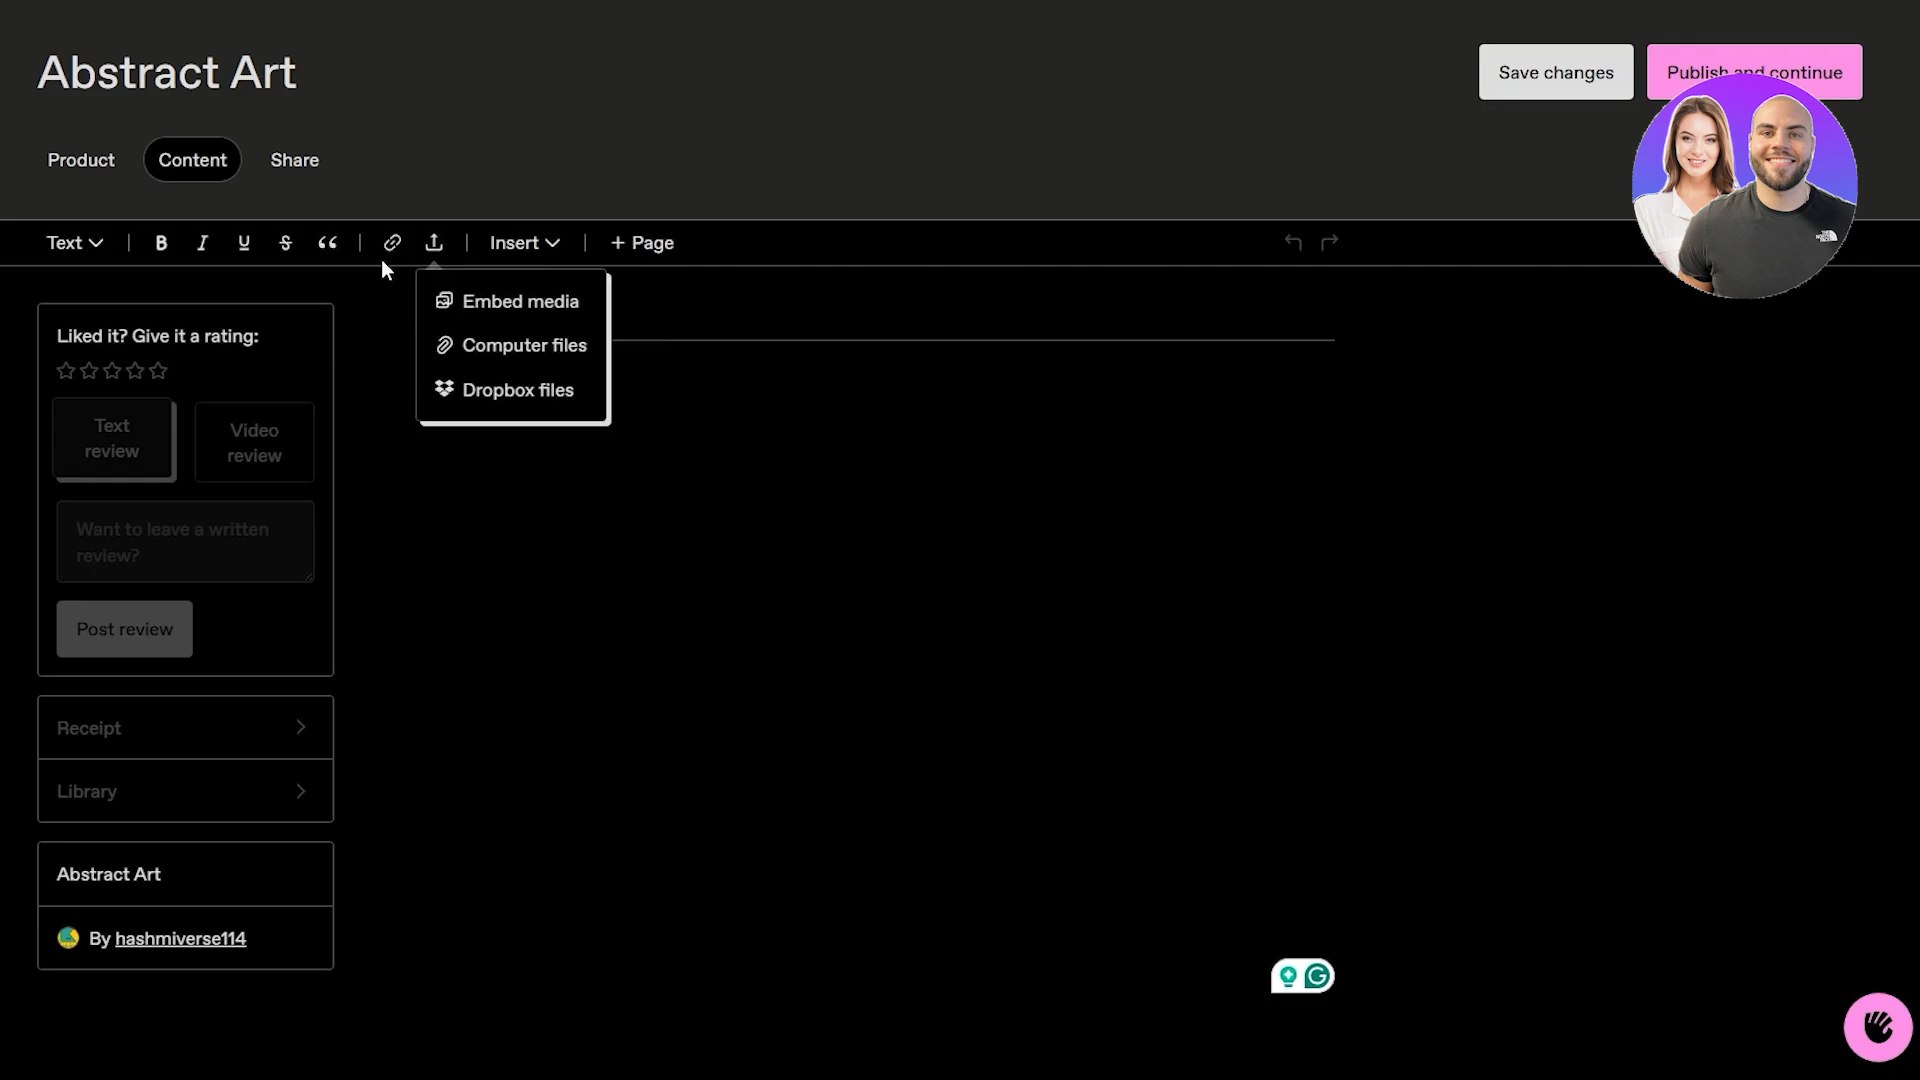 Abstract Art
Save changes
Publish and continue
Product
Content
Share
Text
B I U S
Insert
+ Page
Embed media
Computer files
Dropbox files
Liked it? Give it a rating:
Text
review
Video
review
Want to leave a written
review?
Post review
Receipt
Library
Abstract Art
By hashmiverse114